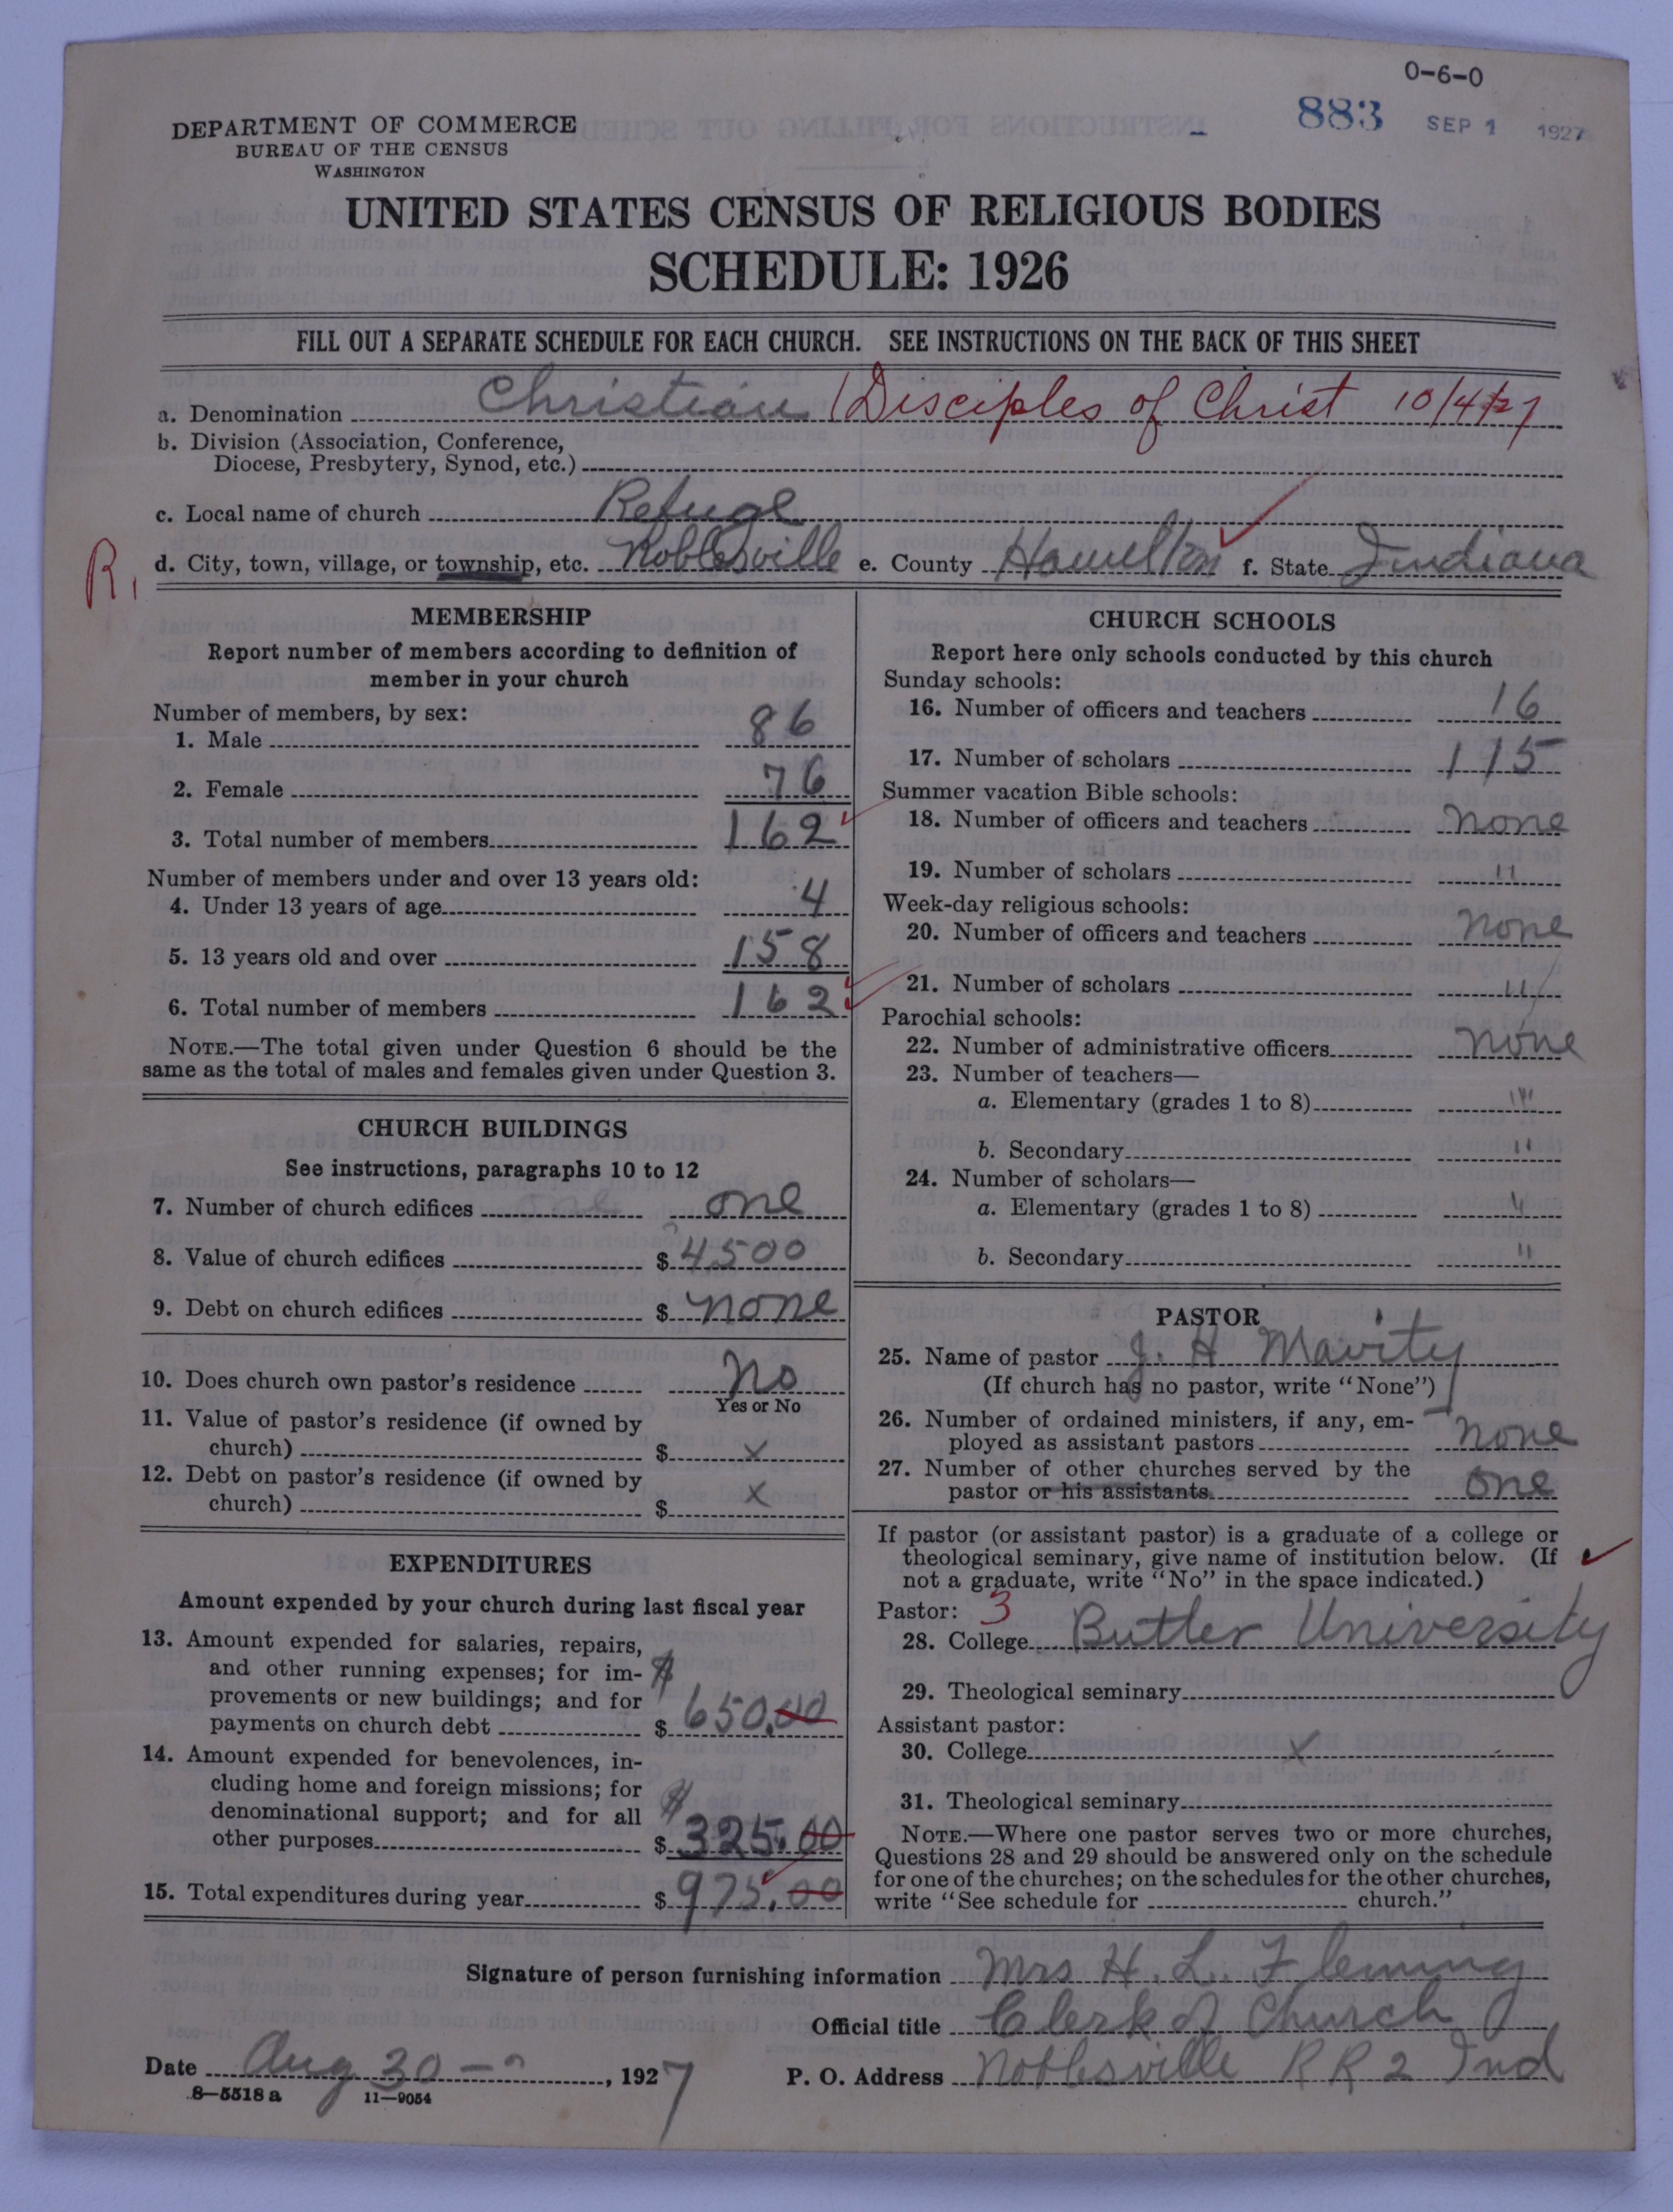 0-6-0
883 SEP 1 1927
DEPARTMENT OF COMMERCE
BUREAU OF THE CENSUS
WASHINGTON
UNITED STATES CENSUS OF RELIGIOUS BODIES
SCHEDULE: 1926
FILL OUT A SEPARATE SCHEDULE FOR EACH CHURCH. SEE INSTRUCTIONS ON THE BACK OF THIS SHEET
a. Denomination Christian (Disciples of Christ 10/4/27
b. Division (Association, Conference,
Diocese, Presbytery, Synod, etc.)
c. Local name of church Refuge
R, d. City, town, village, or township, etc. Noblesville e. County Hamilton f. State Indiana
MEMBERSHIP
Report number of members according to definition of
member in your church
Number of members, by sex:
1. Male 86
2. Female 76
3. Total number of members 162
Number of members under and over 13 years old:
4. Under 13 years of age 4
5. 13 years old and over 158
6. Total number of members 162
NOTE.—The total given under Question 6 should be the
same as the total of males and females given under Question 3.
CHURCH BUILDINGS
See instructions, paragraphs 10 to 12
7. Number of church edifices one
8. Value of church edifices $ 4500
9. Debt on church edifices $ none
10. Does church own pastor's residence No
Yes or No
11. Value of pastor's residence (if owned by
church) $ x
12. Debt on pastor's residence (if owned by
church) $ x
EXPENDITURES
Amount expended by your church during last fiscal year
13. Amount expended for salaries, repairs,
and other running expenses; for im- $
provements or new buildings; and for
payments on church debt $ 650.00
14. Amount expended for benevolences, in-
cluding home and foreign missions; for
denominational support; and for all $
other purposes $ 325.00
15. Total expenditures during year $ 975.00
CHURCH SCHOOLS
Report here only schools conducted by this church
Sunday schools:
16. Number of officers and teachers 16
17. Number of scholars 115
Summer vacation Bible schools:
18. Number of officers and teachers none
19. Number of scholars "
Week-day religious schools:
20. Number of officers and teachers none
21. Number of scholars "
Parochial schools:
22. Number of administrative officers none
23. Number of teachers—
a. Elementary (grades 1 to 8) "
b. Secondary "
24. Number of scholars—
a. Elementary (grades 1 to 8) "
b. Secondary "
PASTOR
25. Name of pastor J. H Mavity
(If church has no pastor, write "None")
26. Number of ordained ministers, if any, em-
ployed as assistant pastors none
27. Number of other churches served by the
pastor or his assistants. one
If pastor (or assistant pastor) is a graduate of a college or
theological seminary, give name of institution below. (If
not a graduate, write "No" in the space indicated.)
Pastor: 3
28. College Butler University
29. Theological seminary
Assistant pastor:
30. College x
31. Theological seminary
NOTE.—Where one pastor serves two or more churches,
Questions 28 and 29 should be answered only on the schedule
for one of the churches; on the schedules for the other churches,
write "See schedule for church."
Signature of person furnishing information Mrs H. L. Fleming
Official title Clerk of Church
Date Aug 30 -, 1927 P. O. Address Noblesville R R 2 Ind
8-5518 a 11-9054